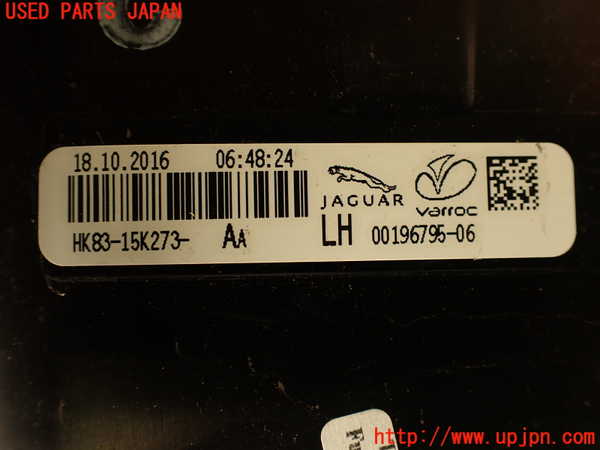 USED PARTS JAPAN
18.10.2016 06:48:24
JAGUAR
varroc
HK83-15K273- AA LH 00196795-06
http://www.upjpn.com/